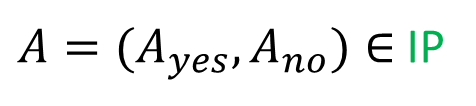 A = (A_yes, A_no) ∈ IP